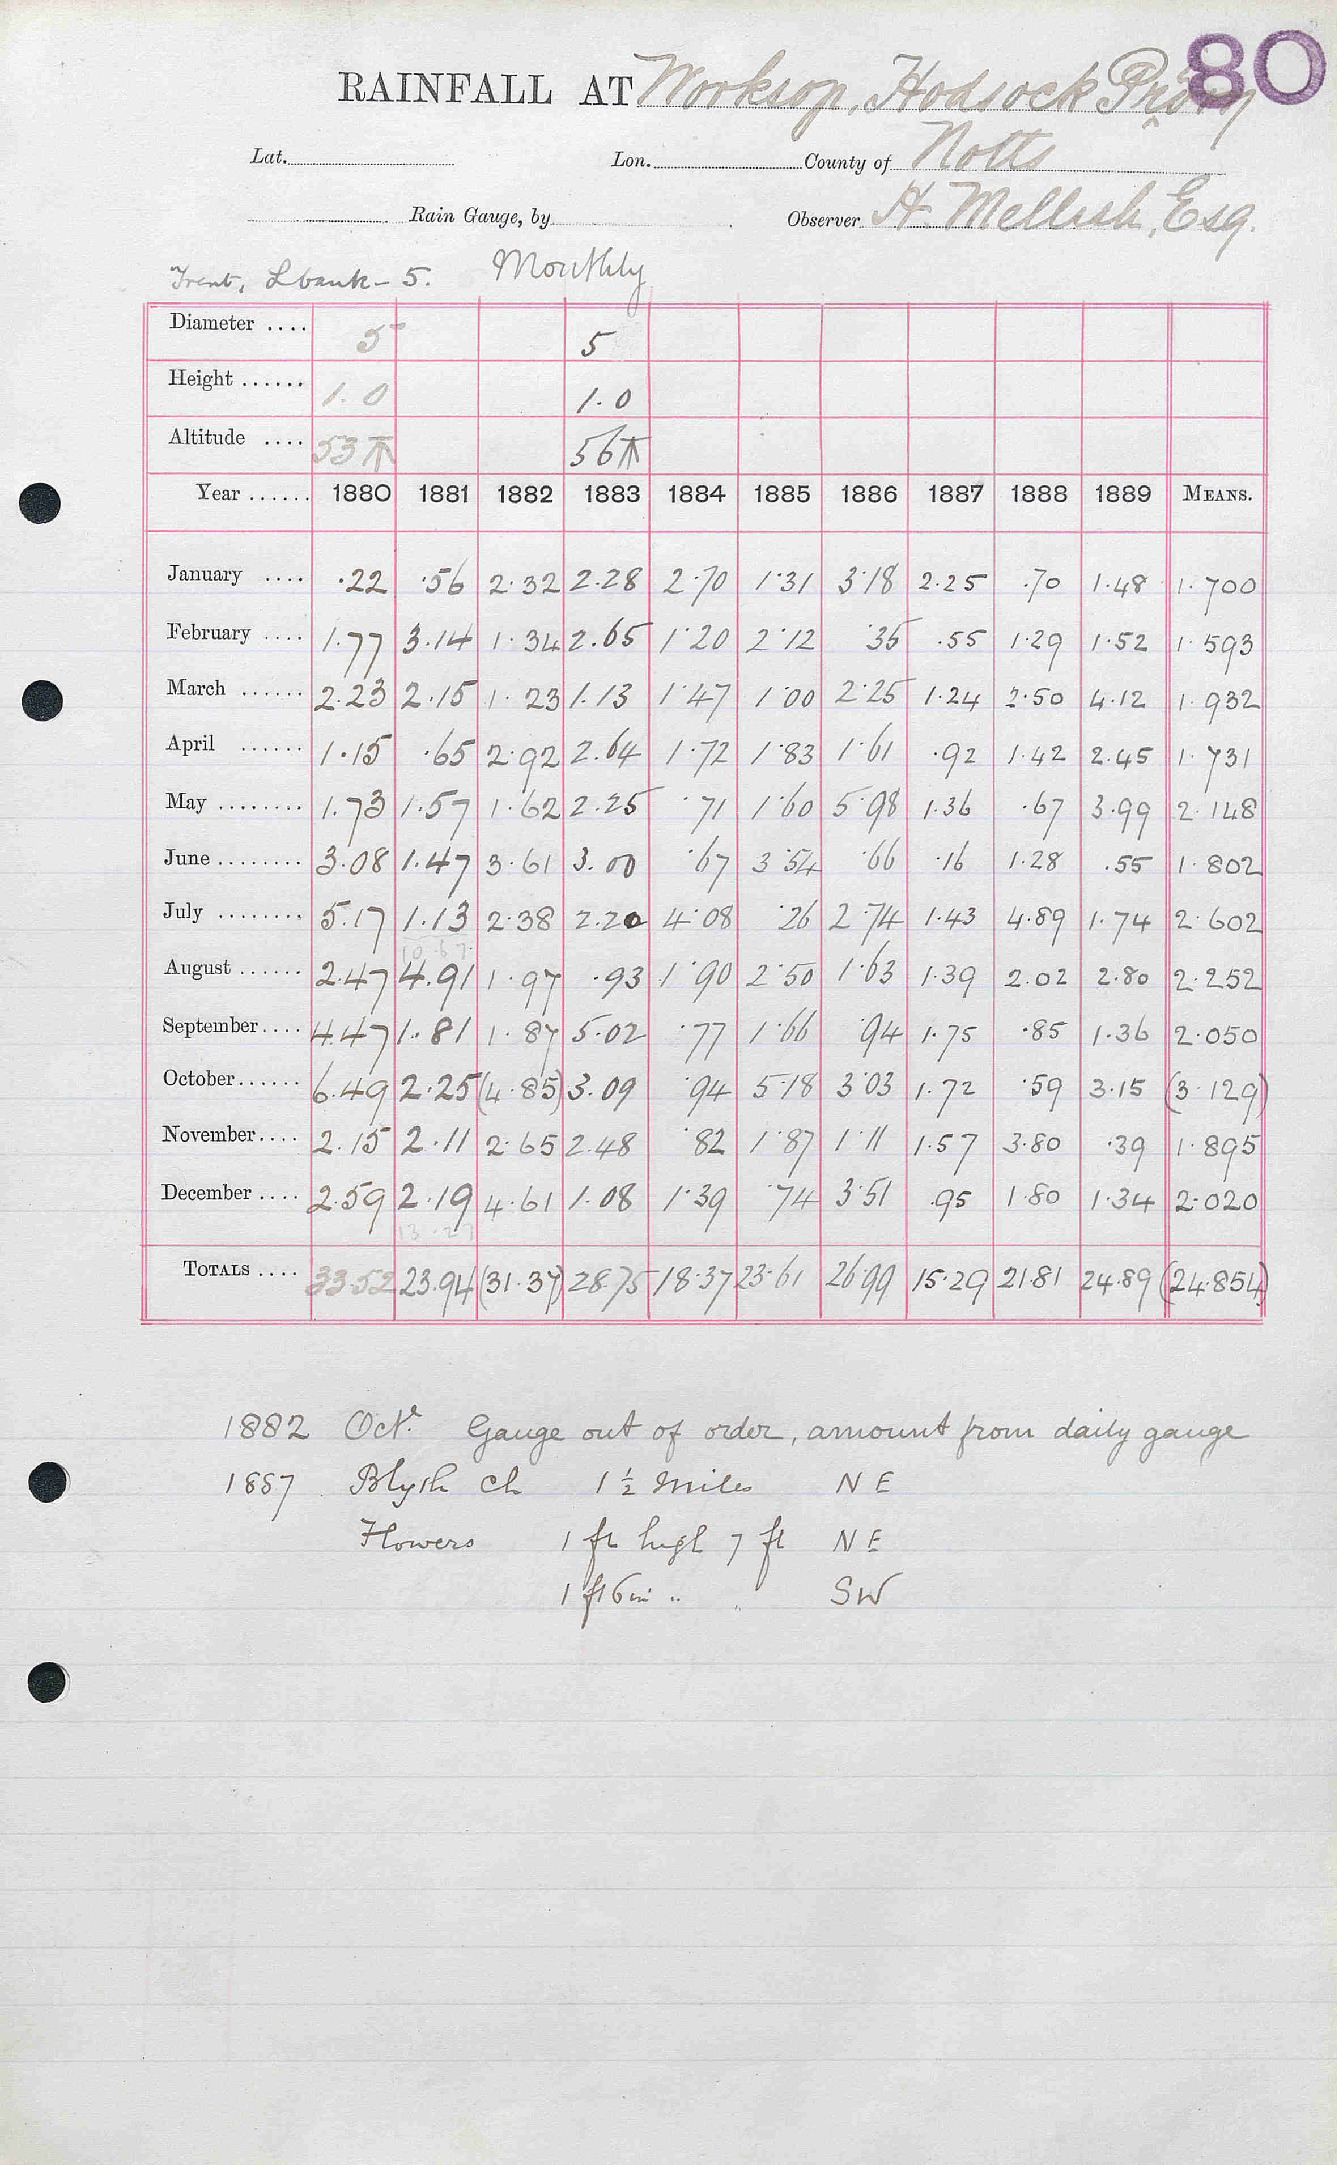 80
RAINFALL AT Worksop, Hodsock Priory
Lat. Lon. County of Notts
Rain Gauge, by Observer H. Mellish, Esq.
Trent, L bank - 5. Monthly
Diameter .... 5 5
Height ...... 1.0 1.0
Altitude .... 53 56
Year ...... 1880 1881 1882 1883 1884 1885 1886 1887 1888 1889 MEANS.
January .... .22 .56 2.32 2.28 2.70 1.31 3.18 2.25 .70 1.48 1.700
February .... 1.77 3.14 1.34 2.65 1.20 2.12 .35 .55 1.29 1.52 1.593
March ...... 2.23 2.15 1.23 1.13 1.47 1.00 2.25 1.24 2.50 4.12 1.932
April ...... 1.15 .65 2.92 2.64 1.72 1.83 1.61 .92 1.42 2.45 1.731
May ........ 1.73 1.57 1.62 2.25 .71 1.60 5.98 1.36 .67 3.99 2.148
June ........ 3.08 1.47 3.61 3.00 .67 3.54 .66 .16 1.28 .55 1.802
July ........ 5.17 1.13 2.38 2.20 4.08 .26 2.74 1.43 4.89 1.74 2.602
10.67
August ...... 2.47 4.91 1.97 .93 1.90 2.50 1.63 1.39 2.02 2.80 2.252
September .... 4.47 1.81 1.87 5.02 .77 1.66 .94 1.75 .85 1.36 2.050
October ...... 6.49 2.25 (4.85) 3.09 .94 5.18 3.03 1.72 .59 3.15 (3.129)
November .... 2.15 2.11 2.65 2.48 .82 1.87 1.11 1.57 3.80 .39 1.895
December .... 2.59 2.19 4.61 1.08 1.39 .74 3.51 .95 1.80 1.34 2.020
13.27
TOTALS .... 33.52 23.94 (31.37) 28.75 18.37 23.61 26.99 15.29 21.81 24.89 (24.854)
1882 Octr. Gauge out of order, amount from daily gauge
1887 Blyth Ch 1½ miles NE
Flowers 1 ft high 7 ft NE
1 ft 6 in " " SW